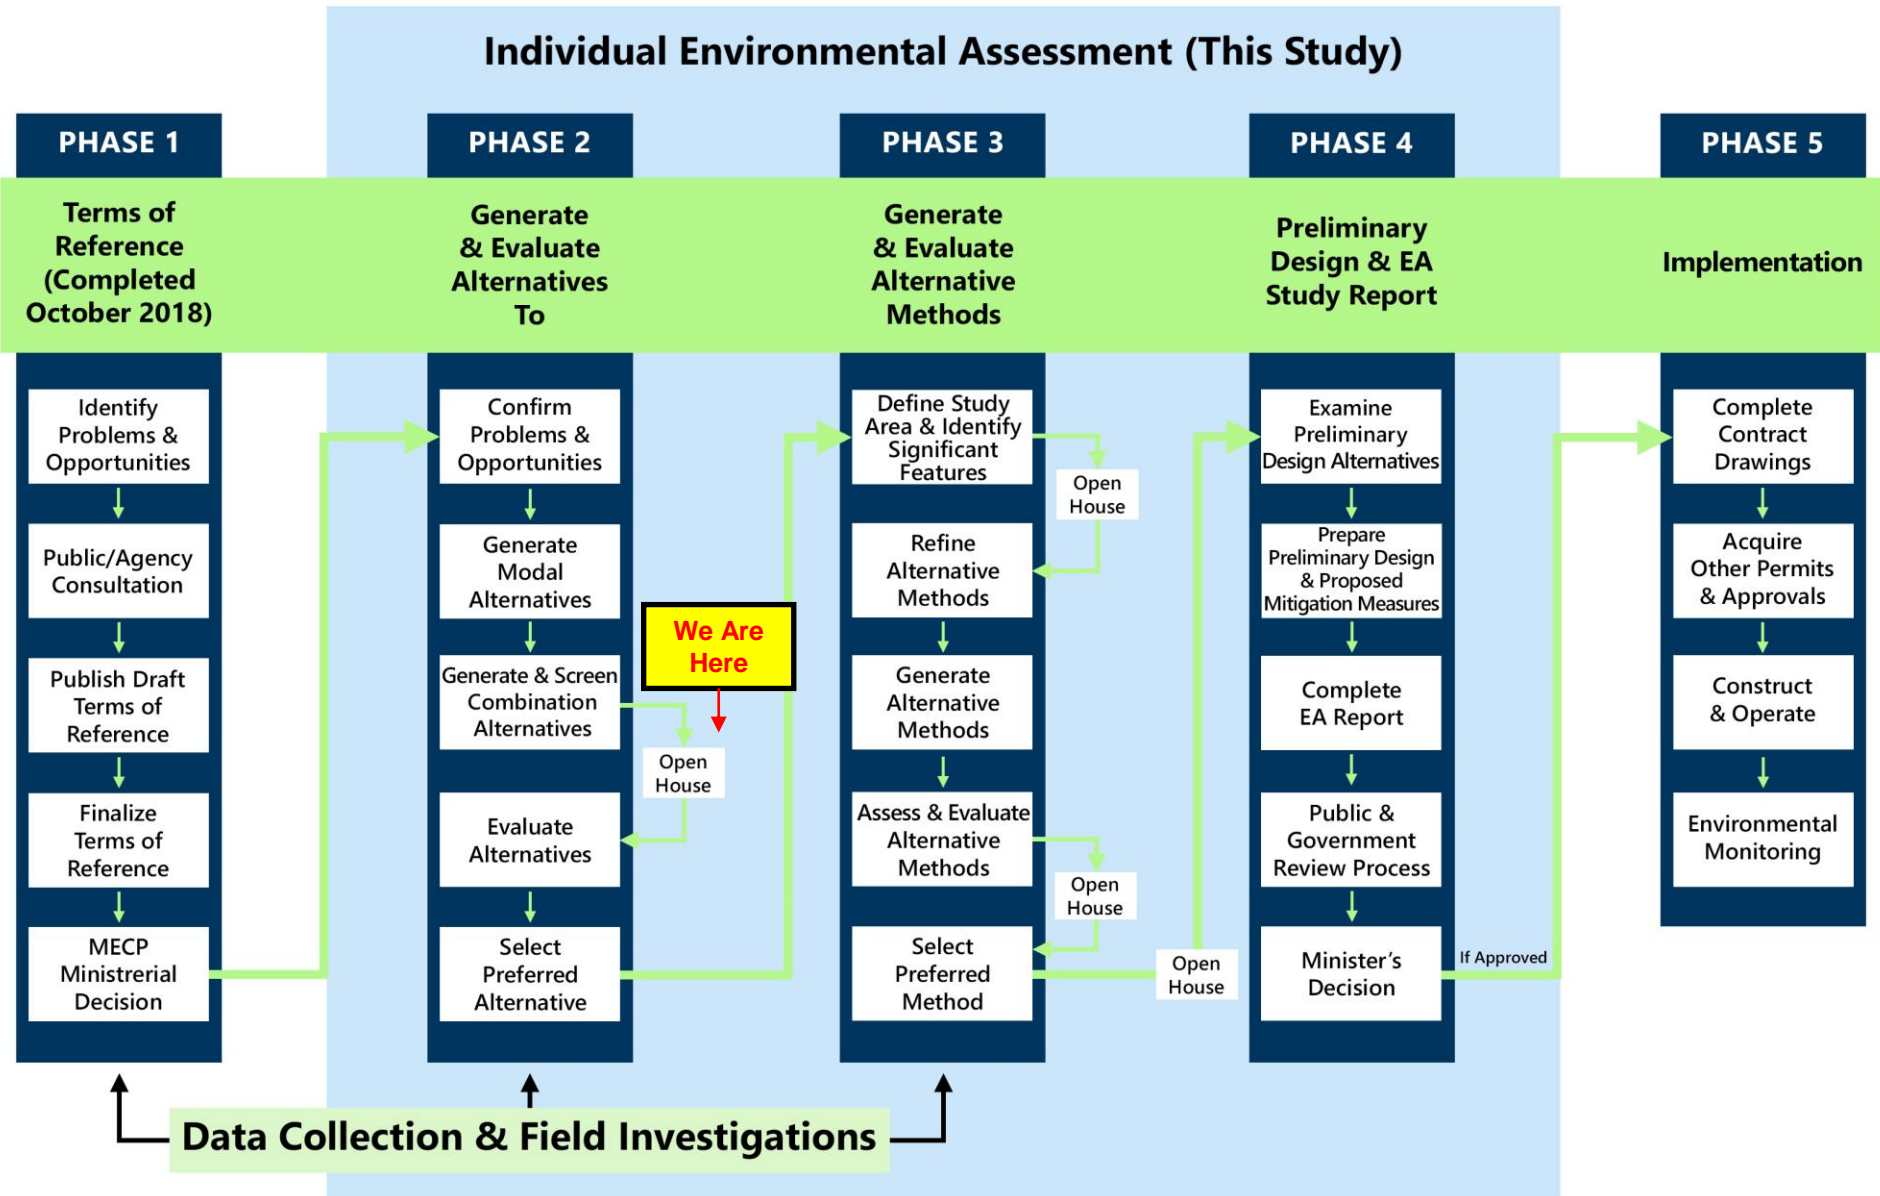 Individual Environmental Assessment (This Study)
PHASE 1
Terms of
Reference
(Completed
October 2018)
Identify
Problems &
Opportunities
Public/Agency
Consultation
Publish Draft
Terms of
Reference
Finalize
Terms of
Reference
MECP
Ministrerial
Decision
PHASE 2
Generate
& Evaluate
Alternatives
To
Confirm
Problems &
Opportunities
Generate
Modal
Alternatives
Generate & Screen
Combination
Alternatives
We Are
Here
Open
House
Evaluate
Alternatives
Select
Preferred
Alternative
PHASE 3
Generate
& Evaluate
Alternative
Methods
Define Study
Area & Identify
Significant
Features
Open
House
Refine
Alternative
Methods
Generate
Alternative
Methods
Assess & Evaluate
Alternative
Methods
Open
House
Select
Preferred
Method
Open
House
PHASE 4
Preliminary
Design & EA
Study Report
Examine
Preliminary
Design Alternatives
Prepare
Preliminary Design
& Proposed
Mitigation Measures
Complete
EA Report
Public &
Government
Review Process
Minister's
Decision
If Approved
PHASE 5
Implementation
Complete
Contract
Drawings
Acquire
Other Permits
& Approvals
Construct
& Operate
Environmental
Monitoring
Data Collection & Field Investigations